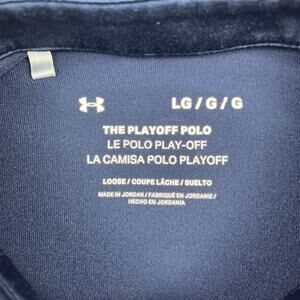 LG / G / G
THE PLAYOFF POLO
LE POLO PLAY-OFF
LA CAMISA POLO PLAYOFF
LOOSE / COUPE LÂCHE / SUELTO
MADE IN JORDAN / FABRIQUÉ EN JORDANIE /
HECHO EN JORDANIA